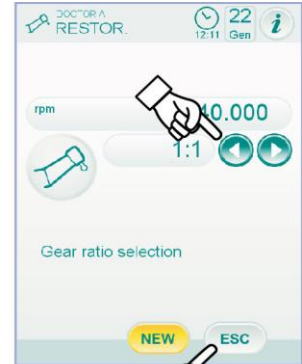 DOCTOR A
RESTOR.
12:11
22
Gen
i
rpm
40.000
1:1
Gear ratio selection
NEW
ESC